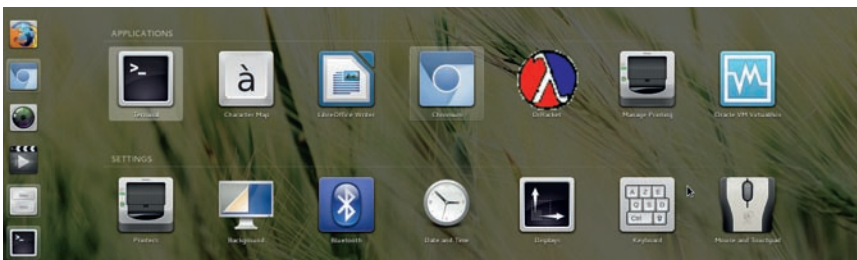 APPLICATIONS
>_
à
Terminal
Character Map
LibreOffice Writer
Chromium
DrRacket
Manage Printing
Oracle VM VirtualBox
SETTINGS
A Z E
Q S D
Ctrl
Printers
Background
Bluetooth
Date and Time
Displays
Keyboard
Mouse and Touchpad
>_